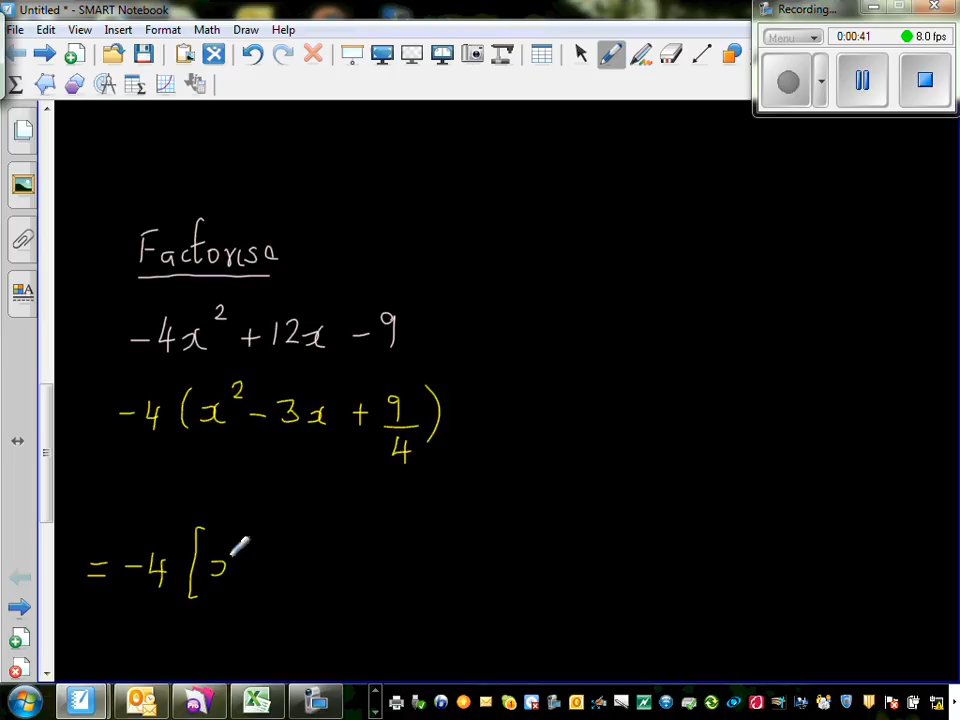 Untitled * - SMART Notebook
Recording...
File Edit View Insert Format Math Draw Help
Menu 0:00:41 8.0 fps
Factorise
-4x² +12x -9
-4 (x² - 3x + 9/4)
= -4 [x